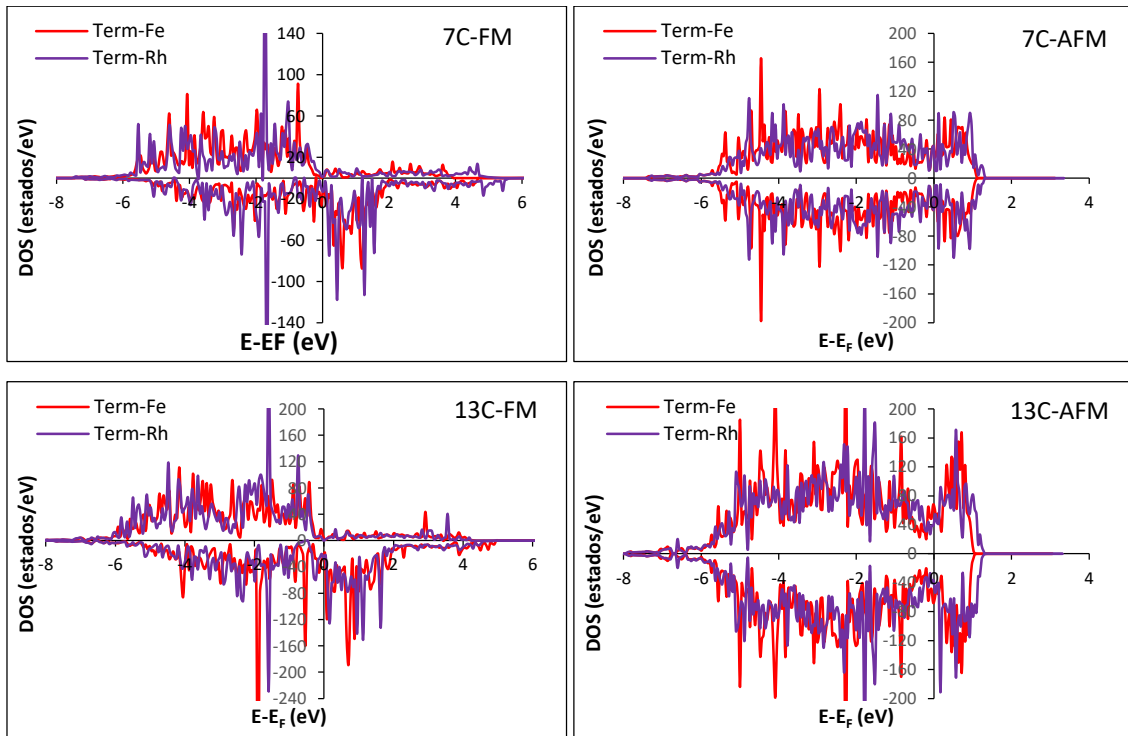 7C-FM
Term-Fe
Term-Rh
140
100
60
20
-20
-60
-100
-140
-8 -6 -4 -2 0 2 4 6
DOS (estados/eV)
E-EF (eV)
7C-AFM
Term-Fe
Term-Rh
200
160
120
80
40
0
-40
-80
-120
-160
-200
-8 -6 -4 -2 0 2 4
DOS (estados/eV)
E-EF (eV)
13C-FM
Term-Fe
Term-Rh
200
160
120
80
40
0
-40
-80
-120
-160
-200
-240
-8 -6 -4 -2 0 2 4 6
DOS (estados/eV)
E-EF (eV)
13C-AFM
Term-Fe
Term-Rh
200
160
120
80
40
0
-40
-80
-120
-160
-200
-8 -6 -4 -2 0 2 4
DOS (estados/eV)
E-EF (eV)